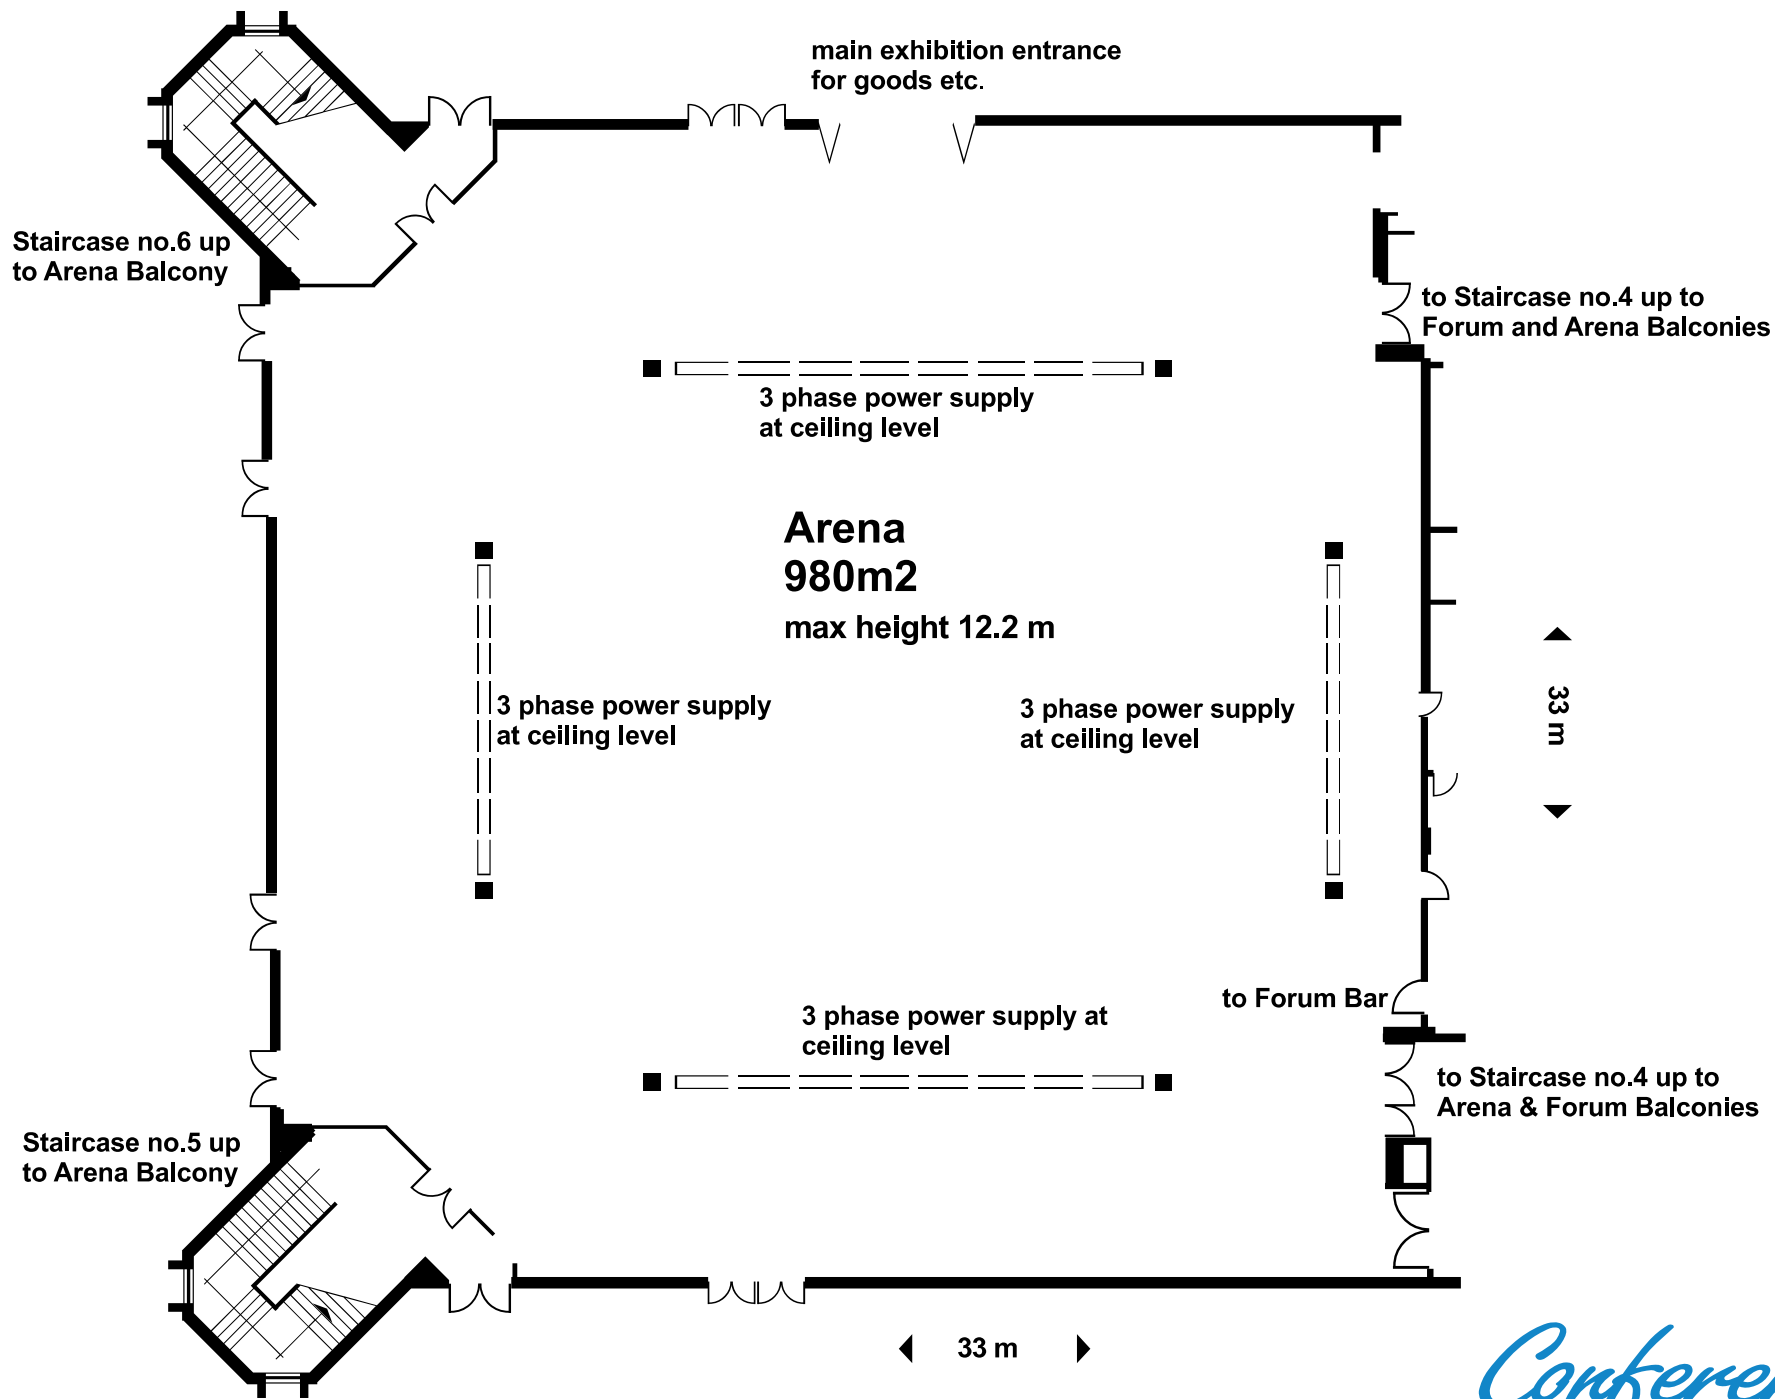 main exhibition entrance
for goods etc.
Staircase no.6 up
to Arena Balcony
to Staircase no.4 up to
Forum and Arena Balconies
3 phase power supply
at ceiling level
Arena
980m2
max height 12.2 m
3 phase power supply
at ceiling level
3 phase power supply
at ceiling level
33 m
to Forum Bar
3 phase power supply at
ceiling level
to Staircase no.4 up to
Arena & Forum Balconies
Staircase no.5 up
to Arena Balcony
33 m